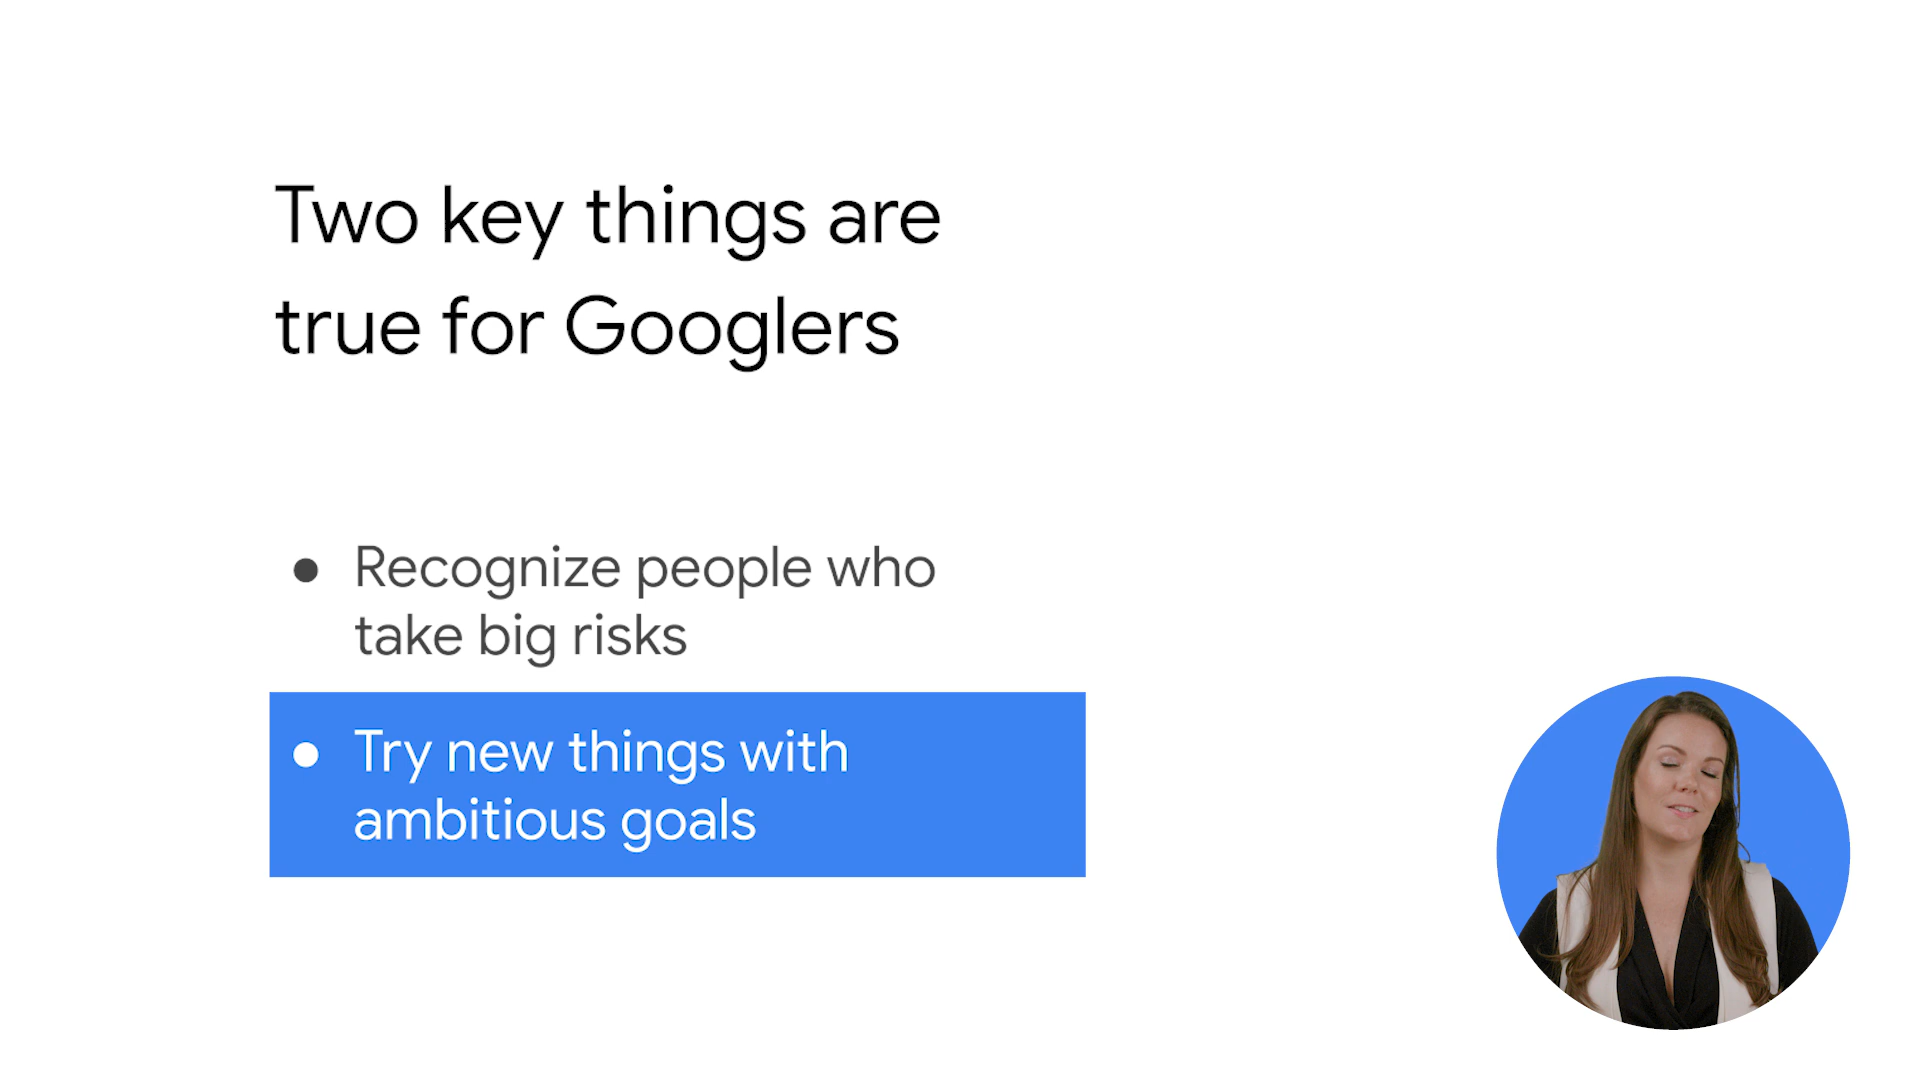 Two key things are
true for Googlers
● Recognize people who
take big risks
● Try new things with
ambitious goals